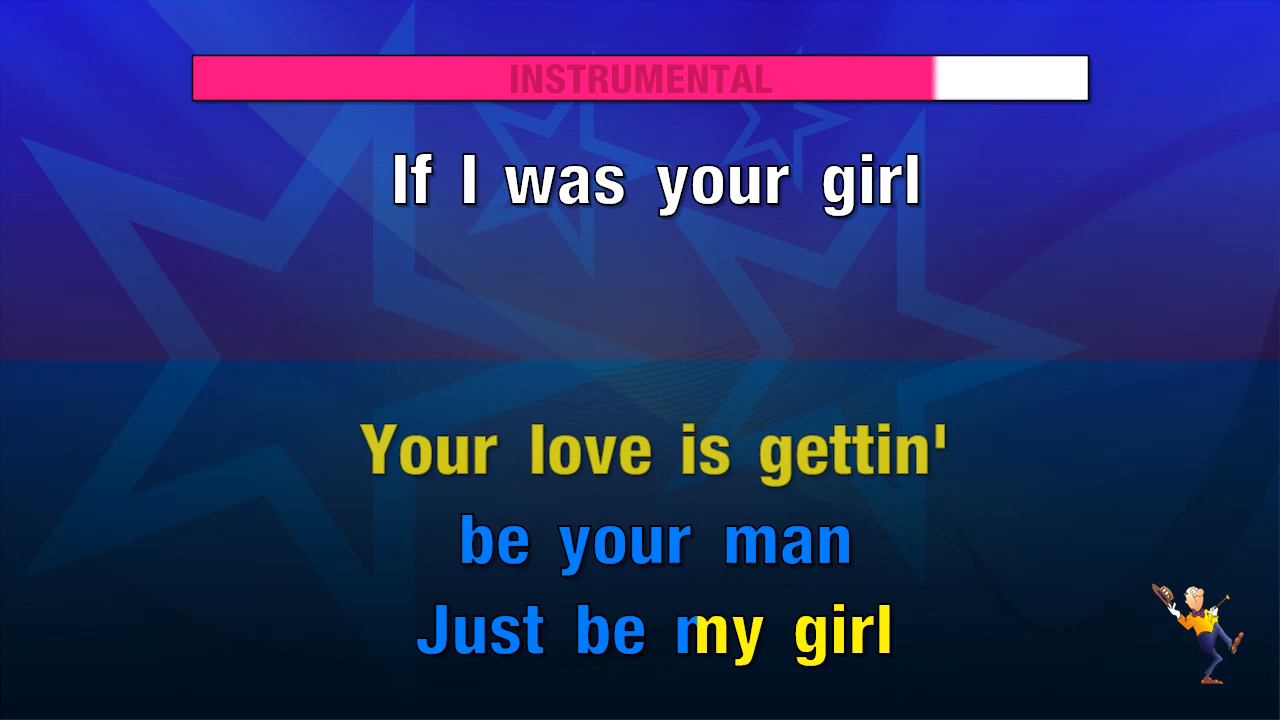 INSTRUMENTAL
If I was your girl
Your love is gettin'
be your man
Just be my girl